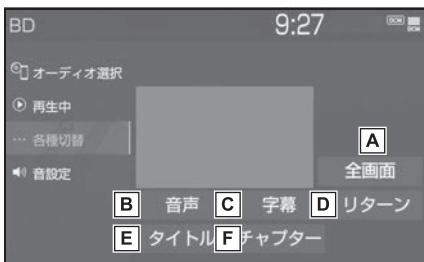 BD 9:27 DCM DCM
オーディオ選択
再生中
… 各種切替
音設定
A
全画面
B 音声 C 字幕 D リターン
E タイトル F チャプター